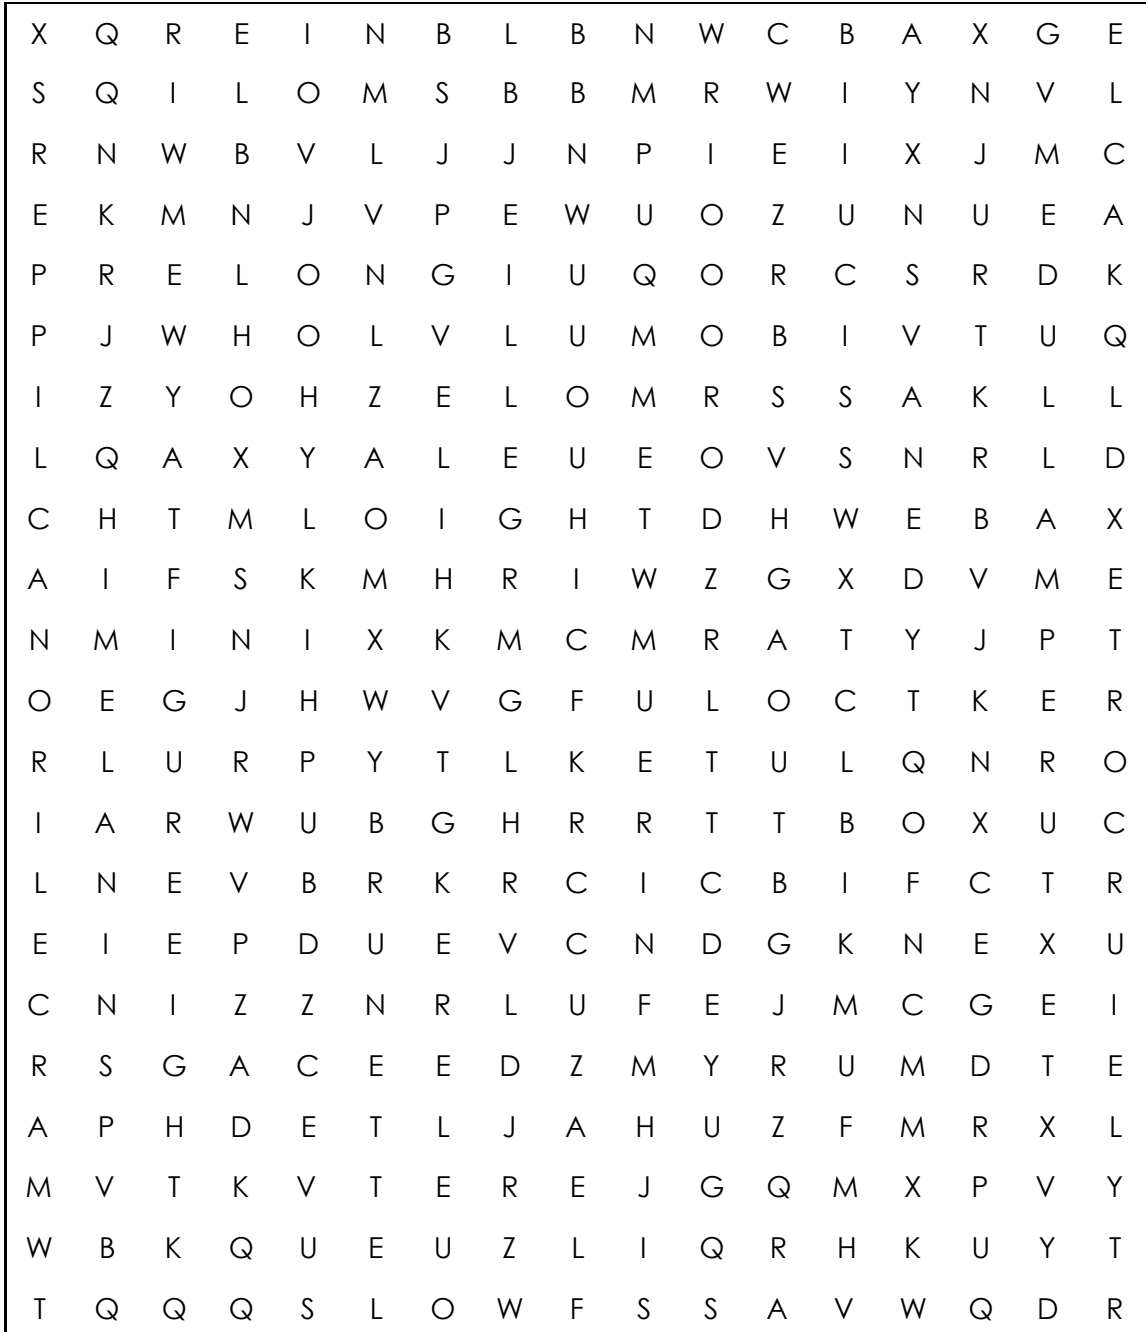 X Q R E I N B L B N W C B A X G E
S Q I L O M S B B M R W I Y N V L
R N W B V L J J N P I E I X J M C
E K M N J V P E W U O Z U N U E A
P R E L O N G I U Q O R C S R D K
P J W H O L V L U M O B I V T U Q
I Z Y O H Z E L O M R S S A K L L
L Q A X Y A L E U E O V S N R L D
C H T M L O I G H T D H W E B A X
A I F S K M H R I W Z G X D V M E
N M I N I X K M C M R A T Y J P T
O E G J H W V G F U L O C T K E R
R L U R P Y T L K E T U L Q N R O
I A R W U B G H R R T T B O X U C
L N E V B R K R C I C B I F C T R
E I E P D U E V C N D G K N E X U
C N I Z Z N R L U F E J M C G E I
R S G A C E E D Z M Y R U M D T E
A P H D E T L J A H U Z F M R X L
M V T K V T E R E J G Q M X P V Y
W B K Q U E U Z L I Q R H K U Y T
T Q Q Q S L O W F S S A V W Q D R